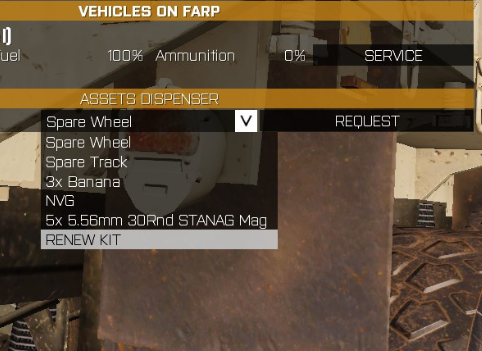 VEHICLES ON FARP
100% Ammunition 0% SERVICE
ASSETS DISPENSER
Spare Wheel V REQUEST
Spare Wheel
Spare Track
3x Banana
NVG
5x 5.56mm 30Rnd STANAG Mag
RENEW KIT